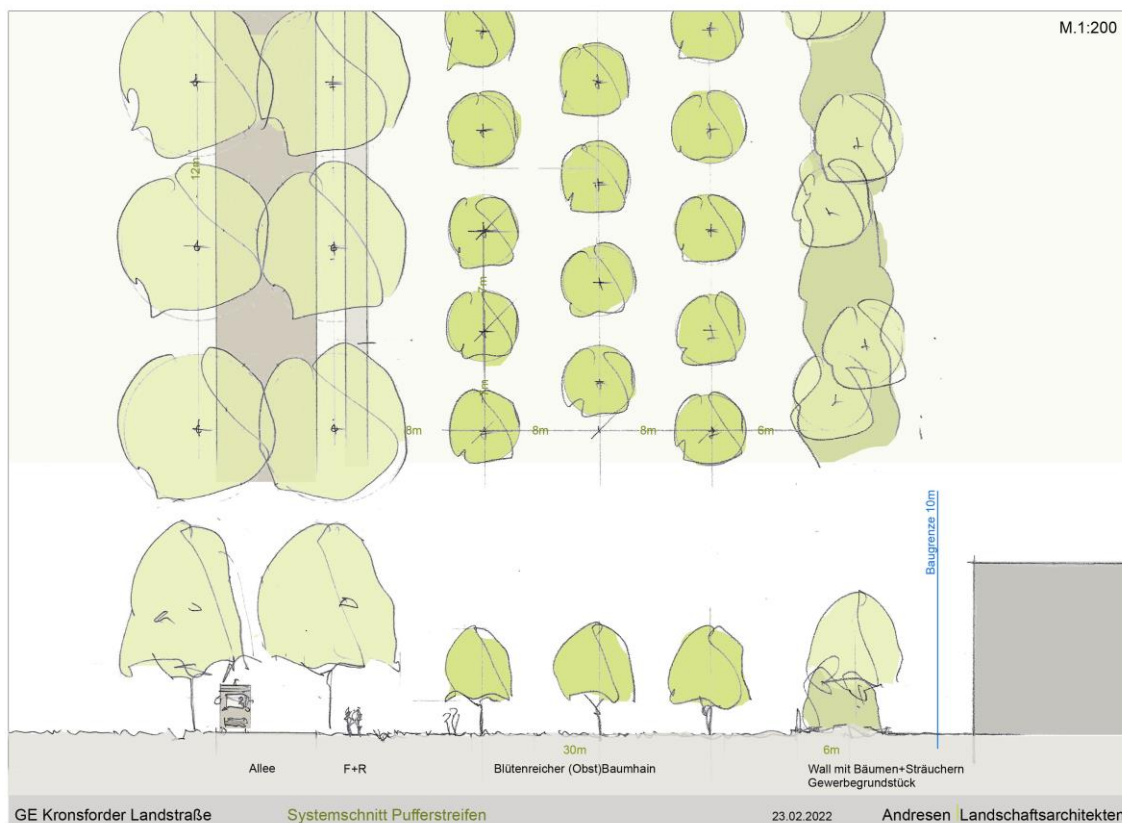 M.1:200
12m
7m
8m
8m
8m
6m
Baugrenze 10m
30m
6m
Allee
F+R
Blütenreicher (Obst)Baumhain
Wall mit Bäumen+Sträuchern
Gewerbegrundstück
GE Kronsforder Landstraße
Systemschnitt Pufferstreifen
23.02.2022
Andresen Landschaftsarchitekten